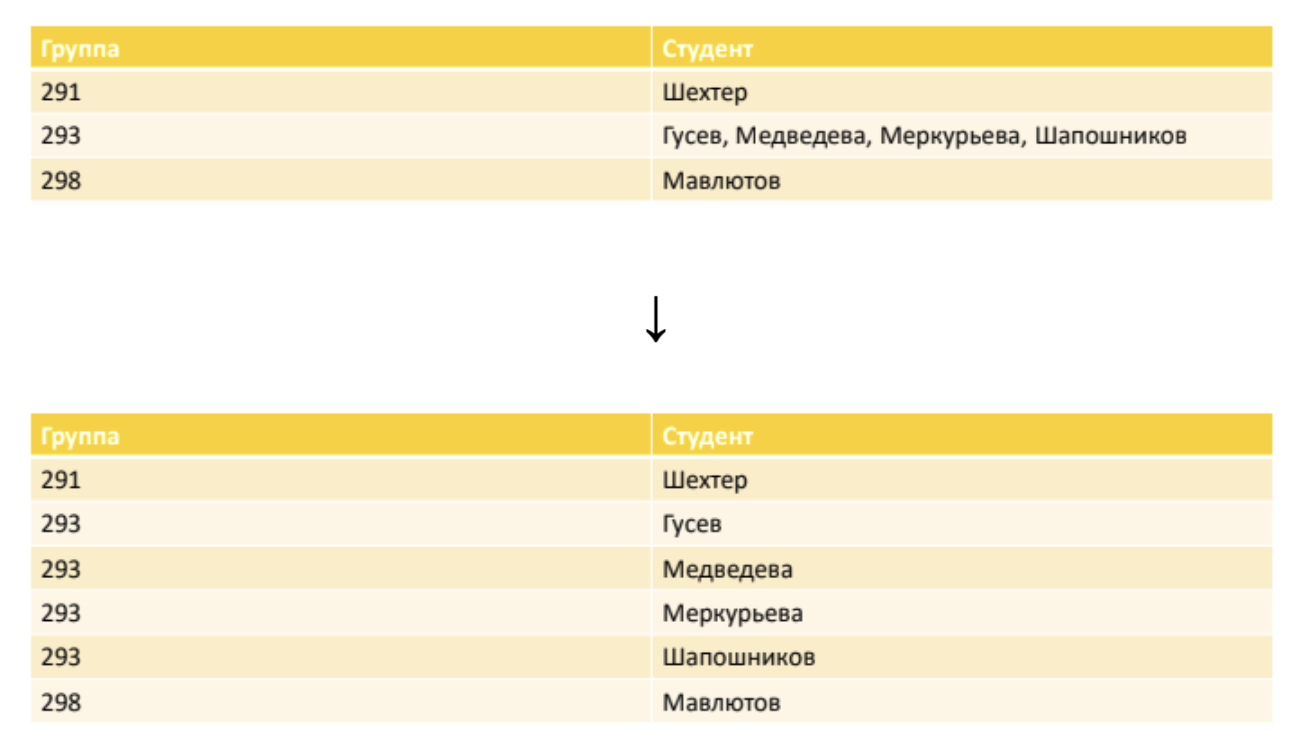 Группа Студент
291 Шехтер
293 Гусев, Медведева, Меркурьева, Шапошников
298 Мавлютов
↓
Группа Студент
291 Шехтер
293 Гусев
293 Медведева
293 Меркурьева
293 Шапошников
298 Мавлютов